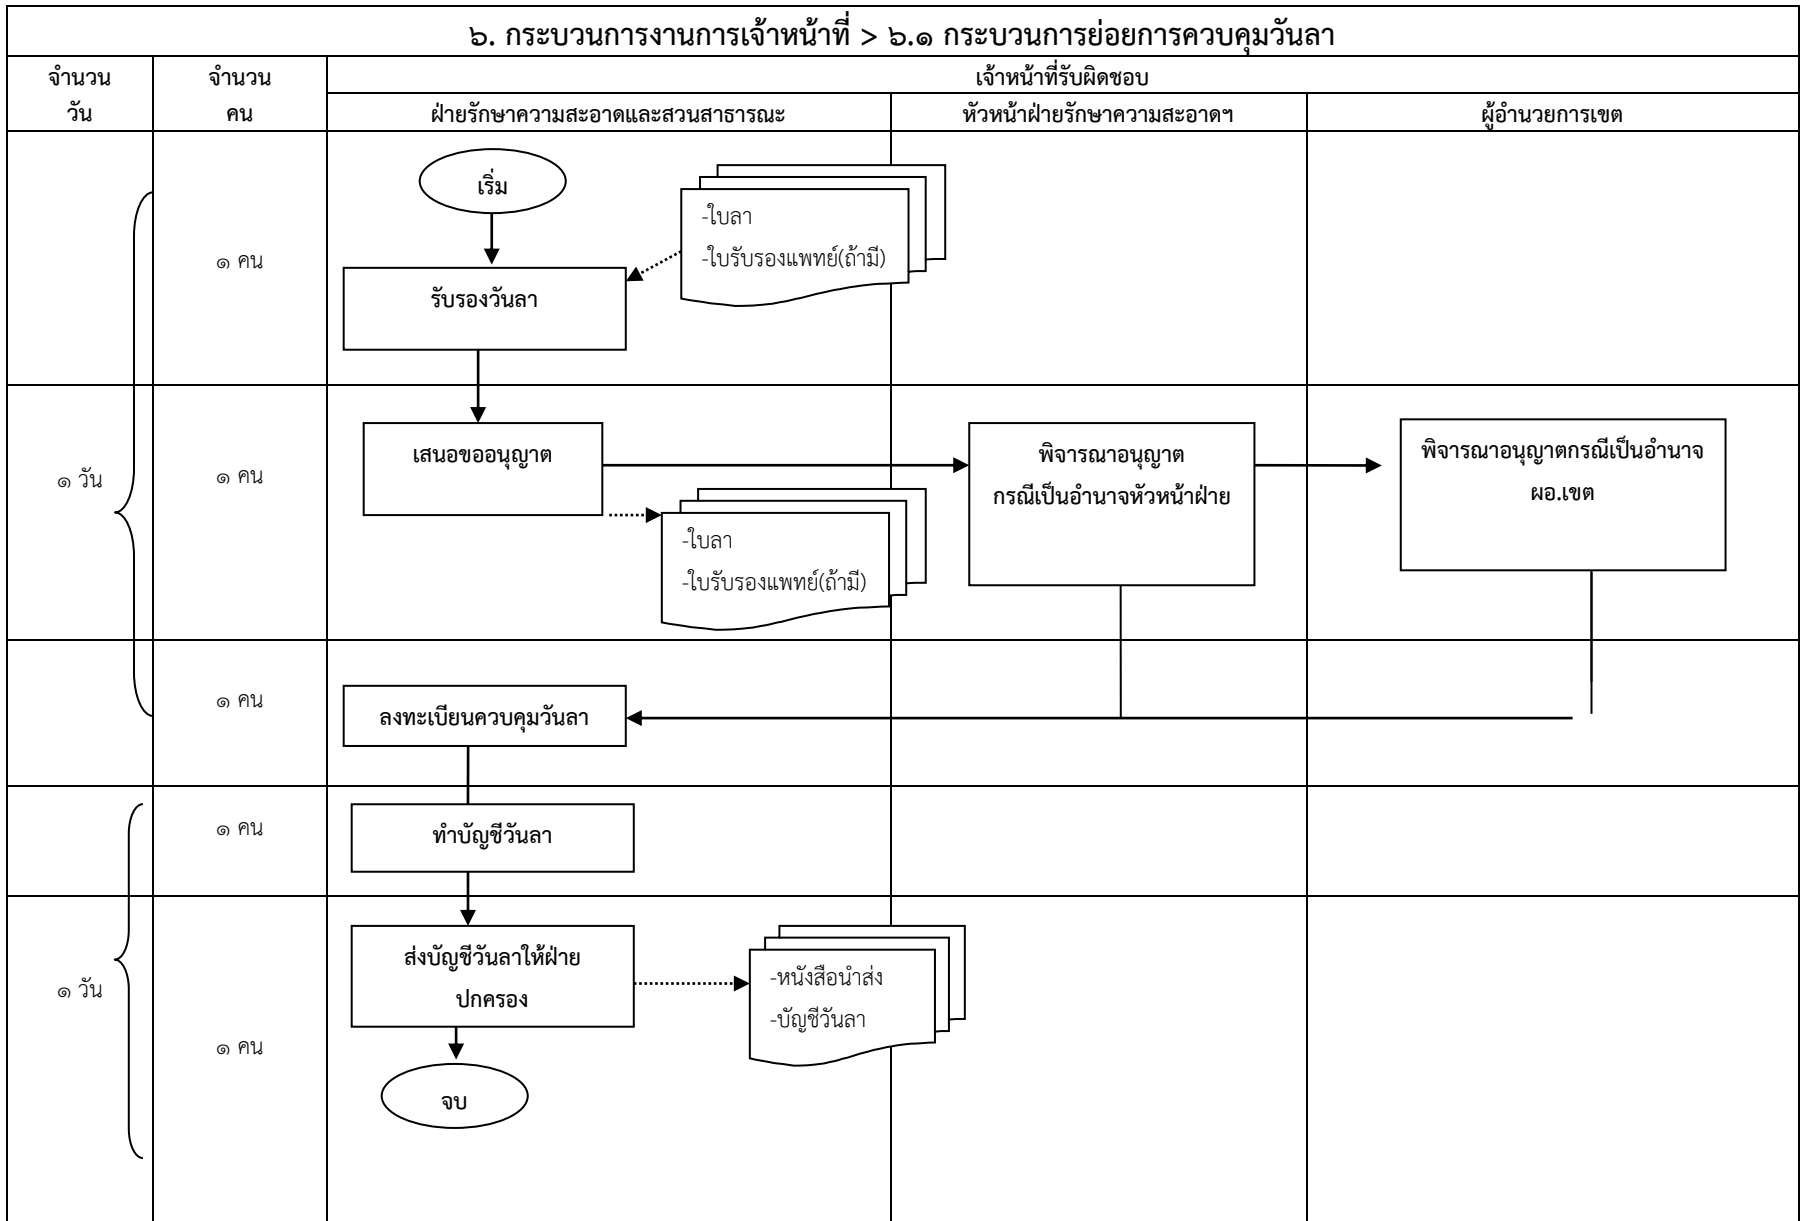 ๖. กระบวนการงานการเจ้าหน้าที่ > ๖.๑ กระบวนการย่อยการควบคุมวันลา
จำนวน
วัน
จำนวน
คน
เจ้าหน้าที่รับผิดชอบ
ฝ่ายรักษาความสะอาดและสวนสาธารณะ
หัวหน้าฝ่ายรักษาความสะอาดฯ
ผู้อำนวยการเขต
เริ่ม
-ใบลา
-ใบรับรองแพทย์(ถ้ามี)
๑ คน
รับรองวันลา
๑ วัน
๑ คน
เสนอขออนุญาต
-ใบลา
-ใบรับรองแพทย์(ถ้ามี)
พิจารณาอนุญาต
กรณีเป็นอำนาจหัวหน้าฝ่าย
พิจารณาอนุญาตกรณีเป็นอำนาจ
ผอ.เขต
๑ คน
ลงทะเบียนควบคุมวันลา
๑ คน
ทำบัญชีวันลา
๑ วัน
๑ คน
ส่งบัญชีวันลาให้ฝ่าย
ปกครอง
-หนังสือนำส่ง
-บัญชีวันลา
จบ